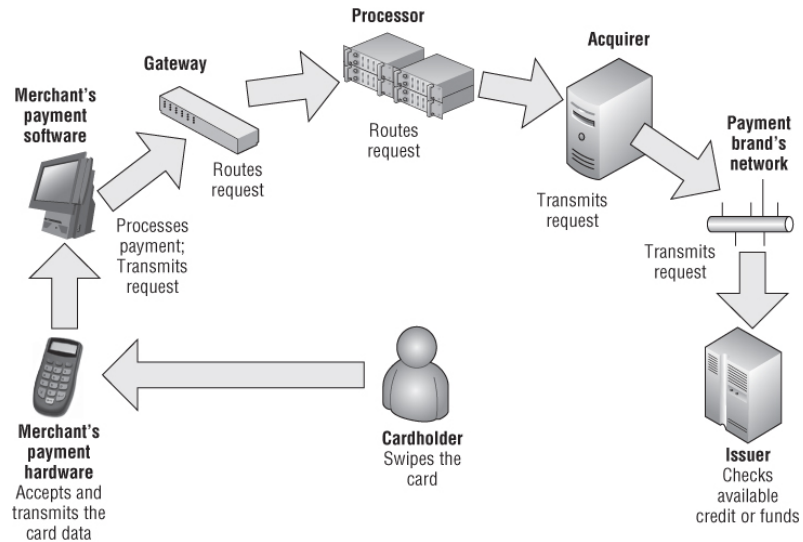 Processor
Routes
request
Gateway
Routes
request
Acquirer
Transmits
request
Merchant's
payment
software
Processes
payment;
Transmits
request
Payment
brand's
network
Transmits
request
Merchant's
payment
hardware
Accepts and
transmits the
card data
Cardholder
Swipes the
card
Issuer
Checks
available
credit or funds